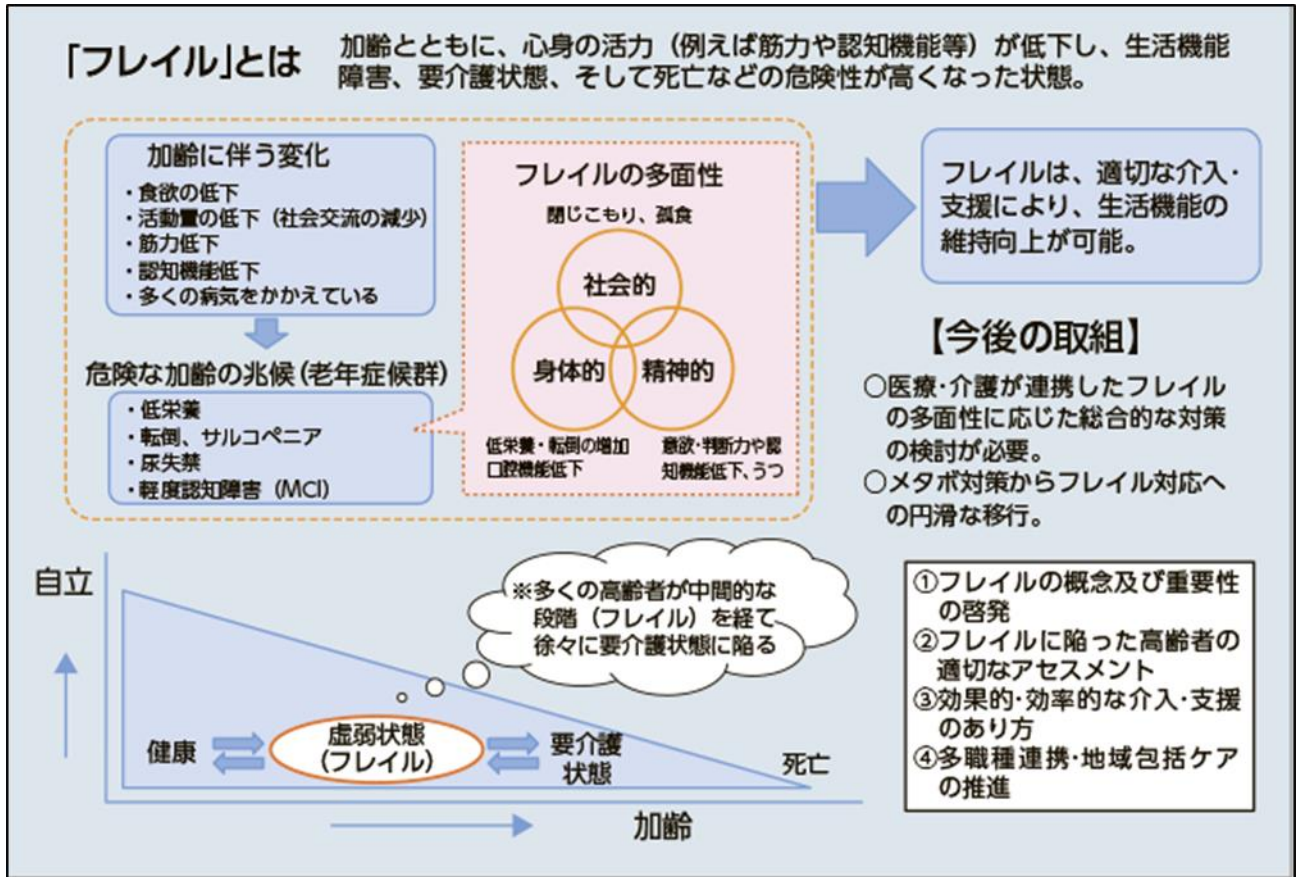 「フレイル」とは
加齢とともに、心身の活力（例えば筋力や認知機能等）が低下し、生活機能
障害、要介護状態、そして死亡などの危険性が高くなった状態。
加齢に伴う変化
・食欲の低下
・活動量の低下（社会交流の減少）
・筋力低下
・認知機能低下
・多くの病気をかかえている
危険な加齢の兆候(老年症候群)
・低栄養
・転倒、サルコペニア
・尿失禁
・軽度認知障害（MCI）
フレイルの多面性
閉じこもり、孤食
社会的
身体的
精神的
低栄養・転倒の増加
口腔機能低下
意欲・判断力や認
知機能低下、うつ
フレイルは、適切な介入・
支援により、生活機能の
維持向上が可能。
【今後の取組】
○医療・介護が連携したフレイル
の多面性に応じた総合的な対策
の検討が必要。
○メタボ対策からフレイル対応へ
の円滑な移行。
①フレイルの概念及び重要性
の啓発
②フレイルに陥った高齢者の
適切なアセスメント
③効果的・効率的な介入・支援
のあり方
④多職種連携・地域包括ケア
の推進
自立
※多くの高齢者が中間的な
段階（フレイル）を経て
徐々に要介護状態に陥る
健康
虚弱状態
（フレイル）
要介護
状態
死亡
加齢